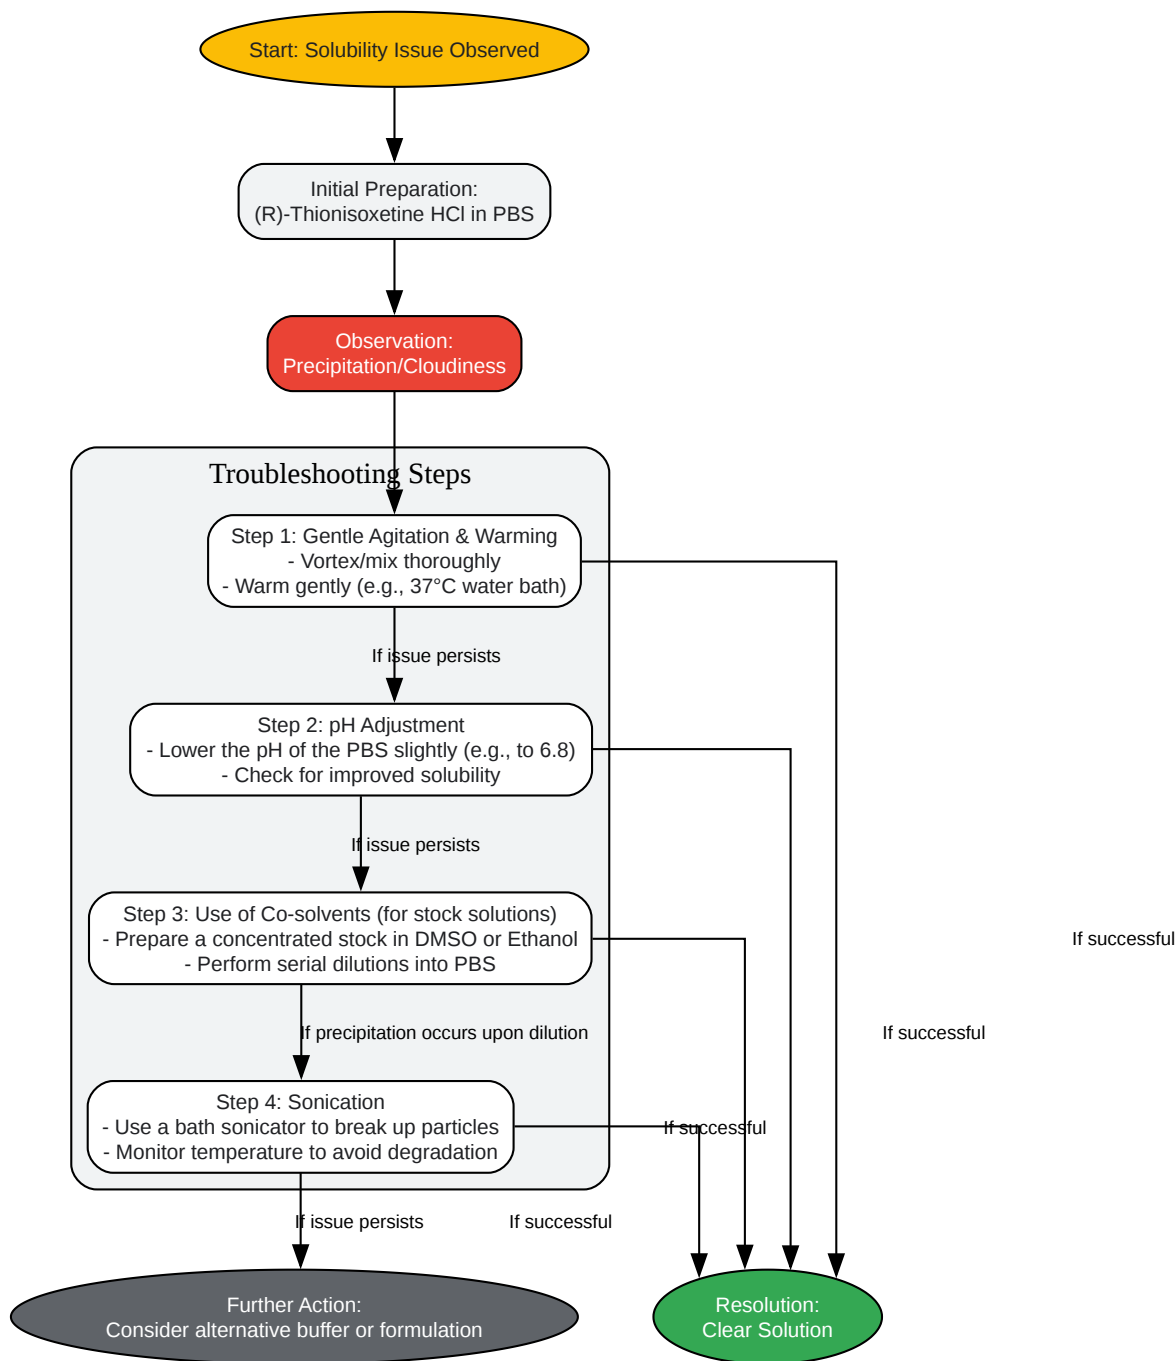 Start: Solubility Issue Observed
Initial Preparation:
(R)-Thionisoxetine HCl in PBS
Observation:
Precipitation/Cloudiness
Troubleshooting Steps
Step 1: Gentle Agitation & Warming
- Vortex/mix thoroughly
- Warm gently (e.g., 37°C water bath)
If issue persists
Step 2: pH Adjustment
- Lower the pH of the PBS slightly (e.g., to 6.8)
- Check for improved solubility
If issue persists
Step 3: Use of Co-solvents (for stock solutions)
- Prepare a concentrated stock in DMSO or Ethanol
- Perform serial dilutions into PBS
If successful
If precipitation occurs upon dilution
If successful
Step 4: Sonication
- Use a bath sonicator to break up particles
- Monitor temperature to avoid degradation
If successful
If issue persists
If successful
Further Action:
Consider alternative buffer or formulation
Resolution:
Clear Solution